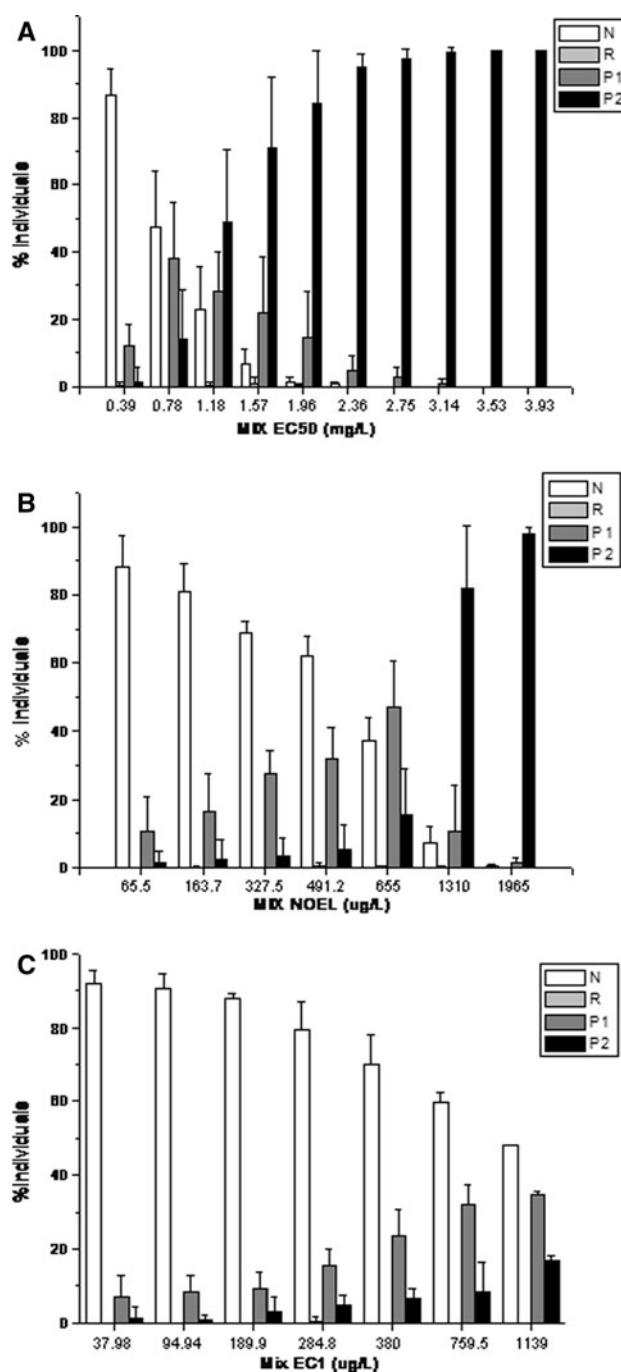 A
N
R
P1
P2
100
80
60
40
20
0
% Individuals
0.39 0.78 1.18 1.57 1.96 2.36 2.75 3.14 3.53 3.93
MIX EC50 (mg/L)
B
N
R
P1
P2
100
80
60
40
20
0
% Individuals
65.5 163.7 327.5 491.2 655 1310 1965
MIX NOEL (ug/L)
C
N
R
P1
P2
100
80
60
40
20
0
%Individuals
37.98 94.94 189.9 284.8 380 759.5 1139
Mix EC1 (ug/L)